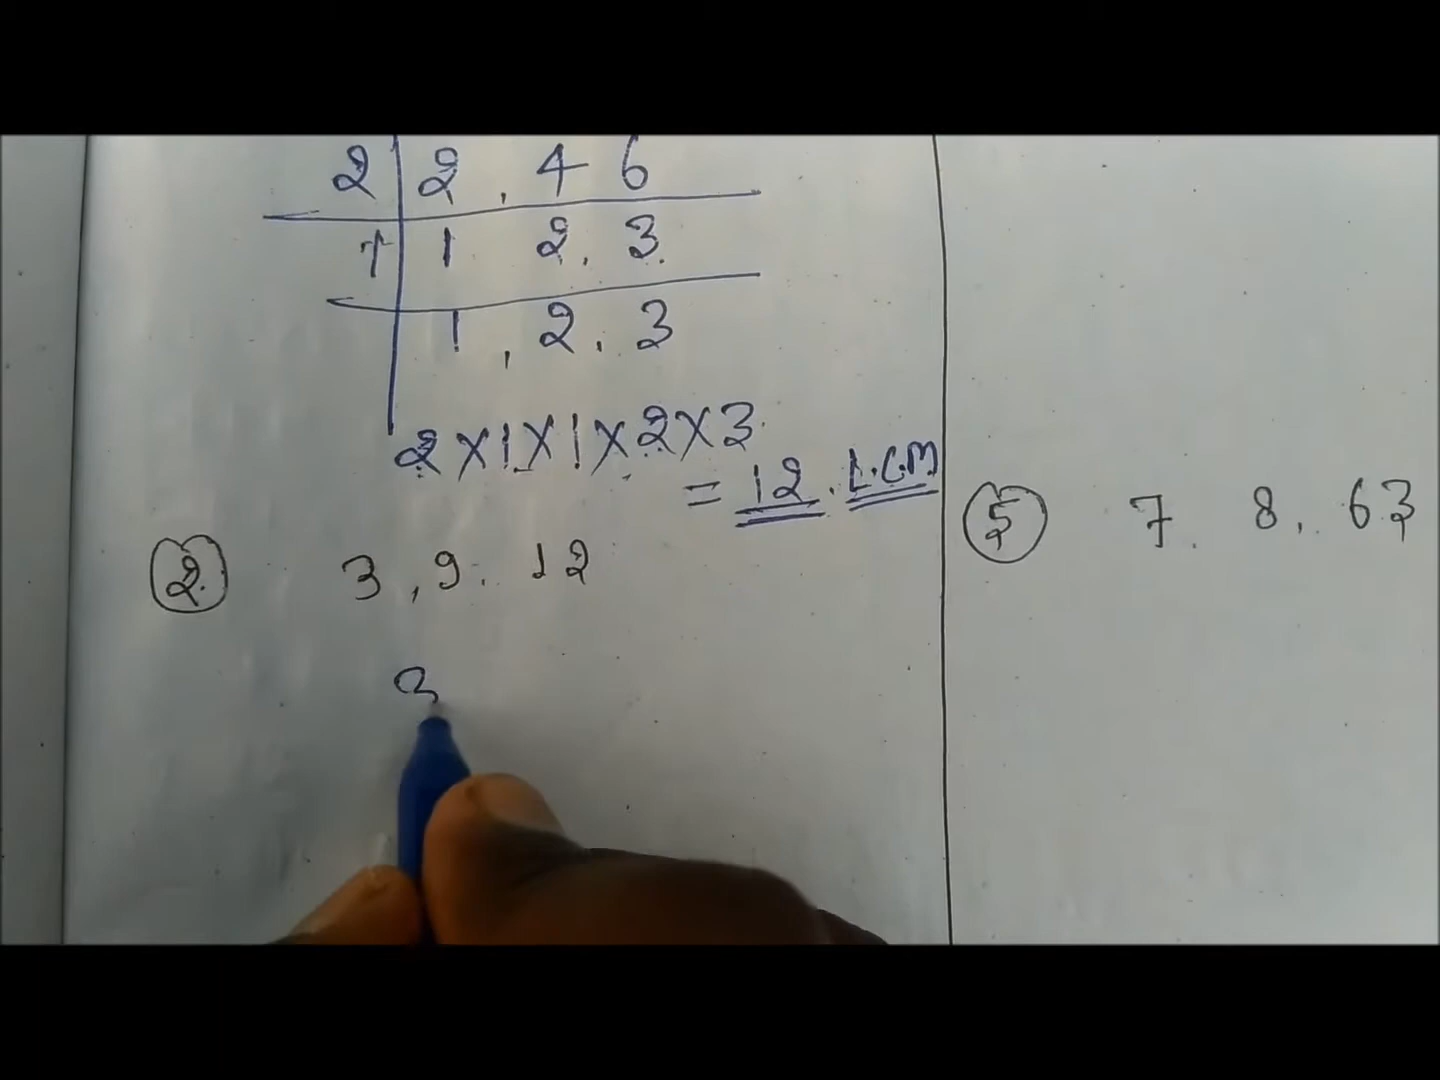 2 2 , 4 6
1 1 2 , 3
1 , 2 , 3
2 X 1 X 1 X 2 X 3
= 12 . L.C.M
2 3 , 9 , 12
3
5 7 , 8 , 63